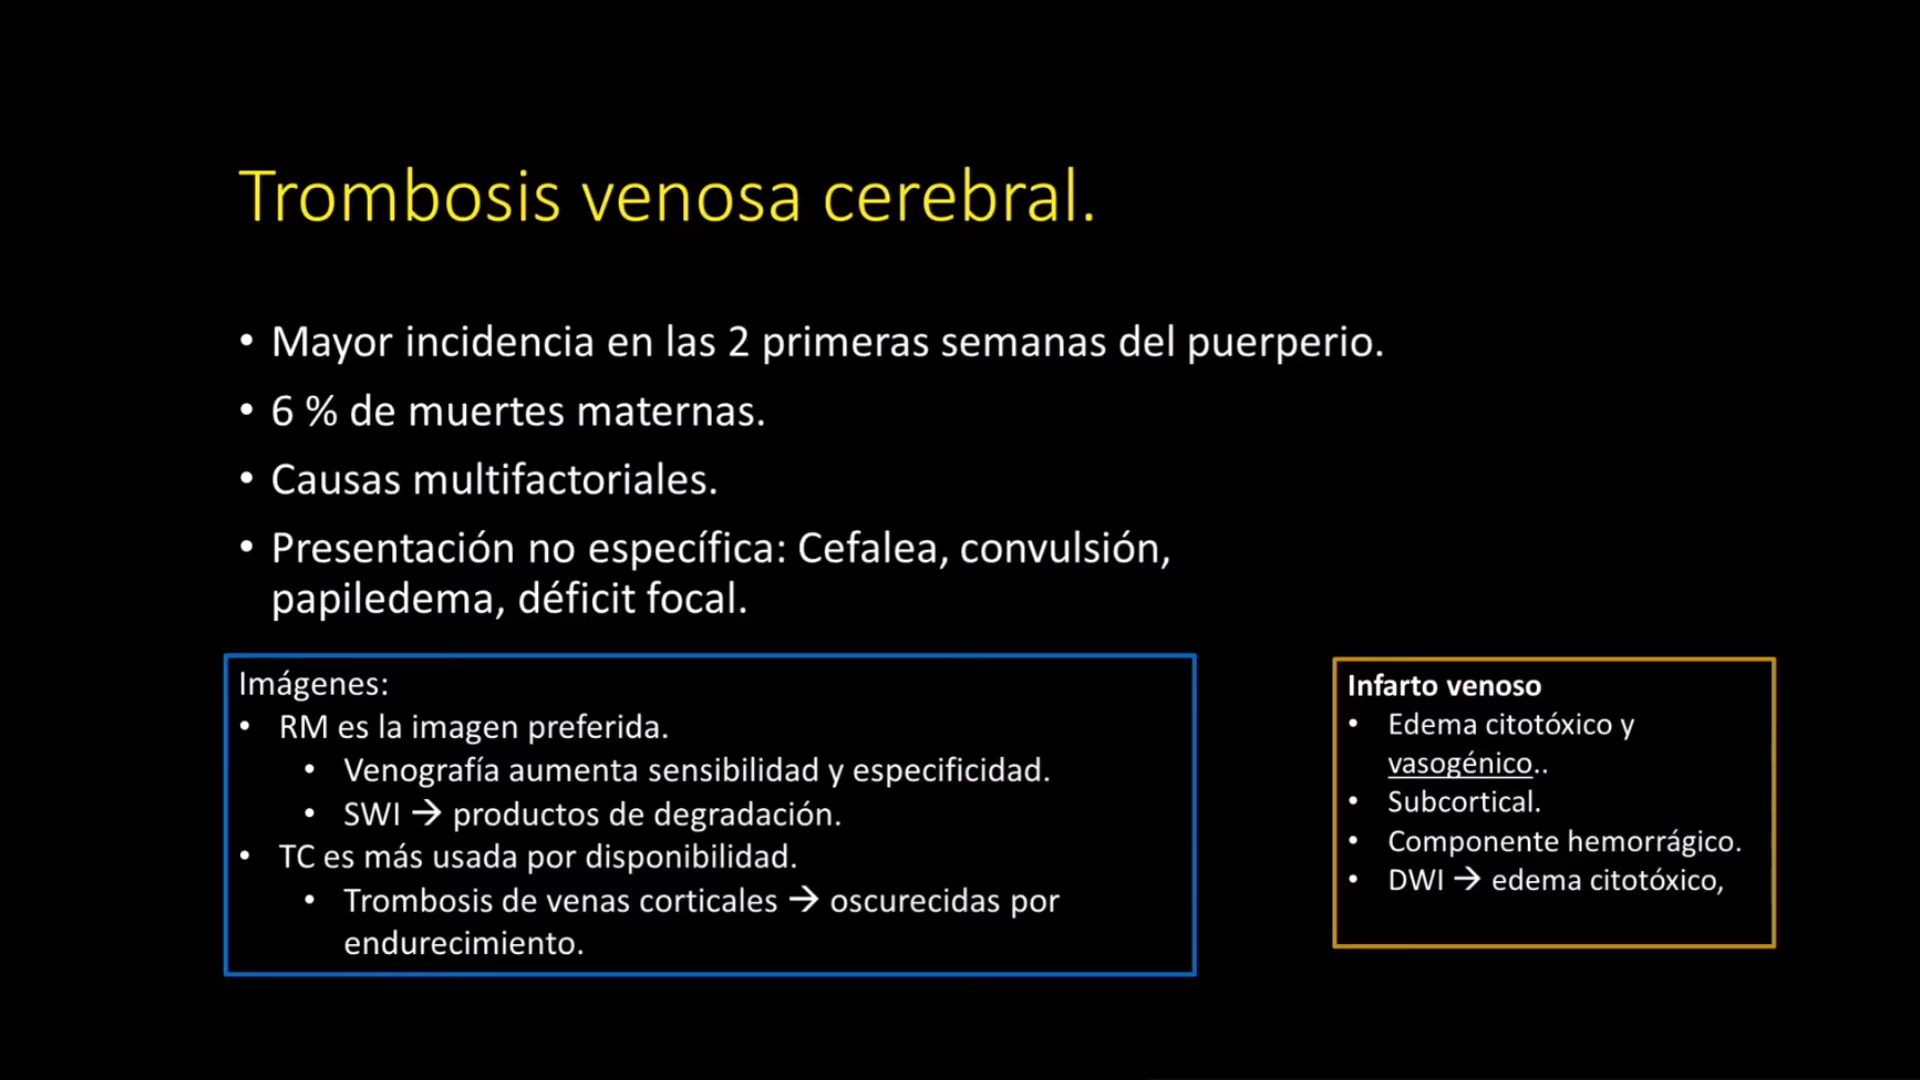 Trombosis venosa cerebral.
• Mayor incidencia en las 2 primeras semanas del puerperio.
• 6 % de muertes maternas.
• Causas multifactoriales.
• Presentación no específica: Cefalea, convulsión,
papiledema, déficit focal.
Imágenes:
• RM es la imagen preferida.
• Venografía aumenta sensibilidad y especificidad.
• SWI → productos de degradación.
• TC es más usada por disponibilidad.
• Trombosis de venas corticales → oscurecidas por
endurecimiento.
Infarto venoso
• Edema citotóxico y
vasogénico..
• Subcortical.
• Componente hemorrágico.
• DWI → edema citotóxico,